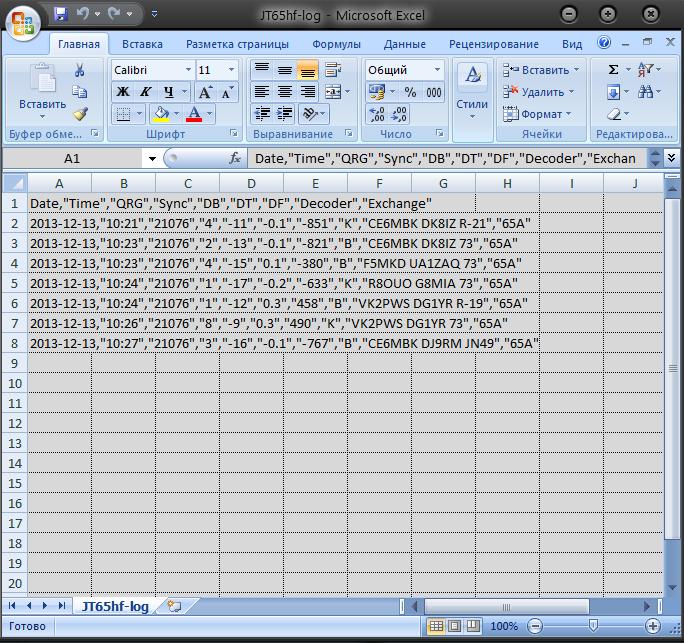 JT65hf-log - Microsoft Excel
Главная Вставка Разметка страницы Формулы Данные Рецензирование Вид
Вставить
Буфер обме...
Calibri 11
Ж К Ч
Шрифт
Выравнивание
Общий
% 000
Число
Стили
Вставить
Удалить
Формат
Ячейки
Σ
Редактирова...
A1 fx Date,"Time","QRG","Sync","DB","DT","DF","Decoder","Exchan
A B C D E F G H I J
1 Date,"Time","QRG","Sync","DB","DT","DF","Decoder","Exchange"
2 2013-12-13,"10:21","21076","4","-11","-0.1","-851","K","CE6MBK DK8IZ R-21","65A"
3 2013-12-13,"10:23","21076","2","-13","-0.1","-821","B","CE6MBK DK8IZ 73","65A"
4 2013-12-13,"10:23","21076","4","-15","0.1","-380","B","F5MKD UA1ZAQ 73","65A"
5 2013-12-13,"10:24","21076","1","-17","-0.2","-633","K","R8OUO G8MIA 73","65A"
6 2013-12-13,"10:24","21076","1","-12","0.3","458","B","VK2PWS DG1YR R-19","65A"
7 2013-12-13,"10:26","21076","8","-9","0.3","490","K","VK2PWS DG1YR 73","65A"
8 2013-12-13,"10:27","21076","3","-16","-0.1","-767","B","CE6MBK DJ9RM JN49","65A"
9
10
11
12
13
14
15
16
17
18
19
20
JT65hf-log
Готово 100%